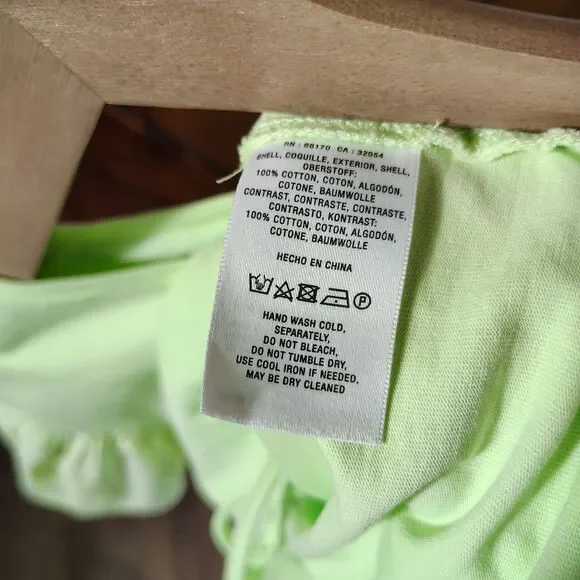 RN : 66170 CA : 32054
SHELL, COQUILLE, EXTERIOR, SHELL,
OBERSTOFF:
100% COTTON, COTON, ALGODÓN,
COTONE, BAUMWOLLE
CONTRAST, CONTRASTE, CONTRASTE,
CONTRASTO, KONTRAST:
100% COTTON, COTON, ALGODÓN,
COTONE, BAUMWOLLE
HECHO EN CHINA
P
HAND WASH COLD,
SEPARATELY,
DO NOT BLEACH,
DO NOT TUMBLE DRY,
USE COOL IRON IF NEEDED,
MAY BE DRY CLEANED